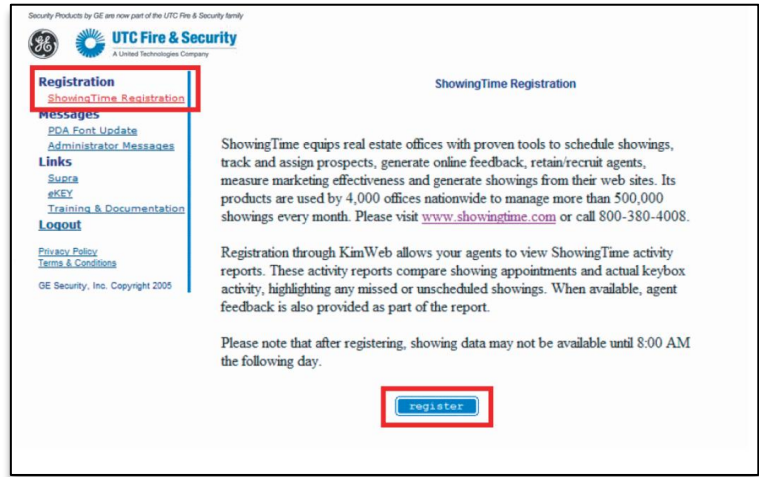 Security Products by GE are now part of the UTC Fire & Security family
UTC Fire & Security
A United Technologies Company
Registration
ShowingTime Registration
Messages
PDA Font Update
Administrator Messages
Links
Supra
eKEY
Training & Documentation
Logout
Privacy Policy
Terms & Conditions
GE Security, Inc. Copyright 2005
ShowingTime Registration
ShowingTime equips real estate offices with proven tools to schedule showings,
track and assign prospects, generate online feedback, retain/recruit agents,
measure marketing effectiveness and generate showings from their web sites. Its
products are used by 4,000 offices nationwide to manage more than 500,000
showings every month. Please visit www.showingtime.com or call 800-380-4008.
Registration through KimWeb allows your agents to view ShowingTime activity
reports. These activity reports compare showing appointments and actual keybox
activity, highlighting any missed or unscheduled showings. When available, agent
feedback is also provided as part of the report.
Please note that after registering, showing data may not be available until 8:00 AM
the following day.
register